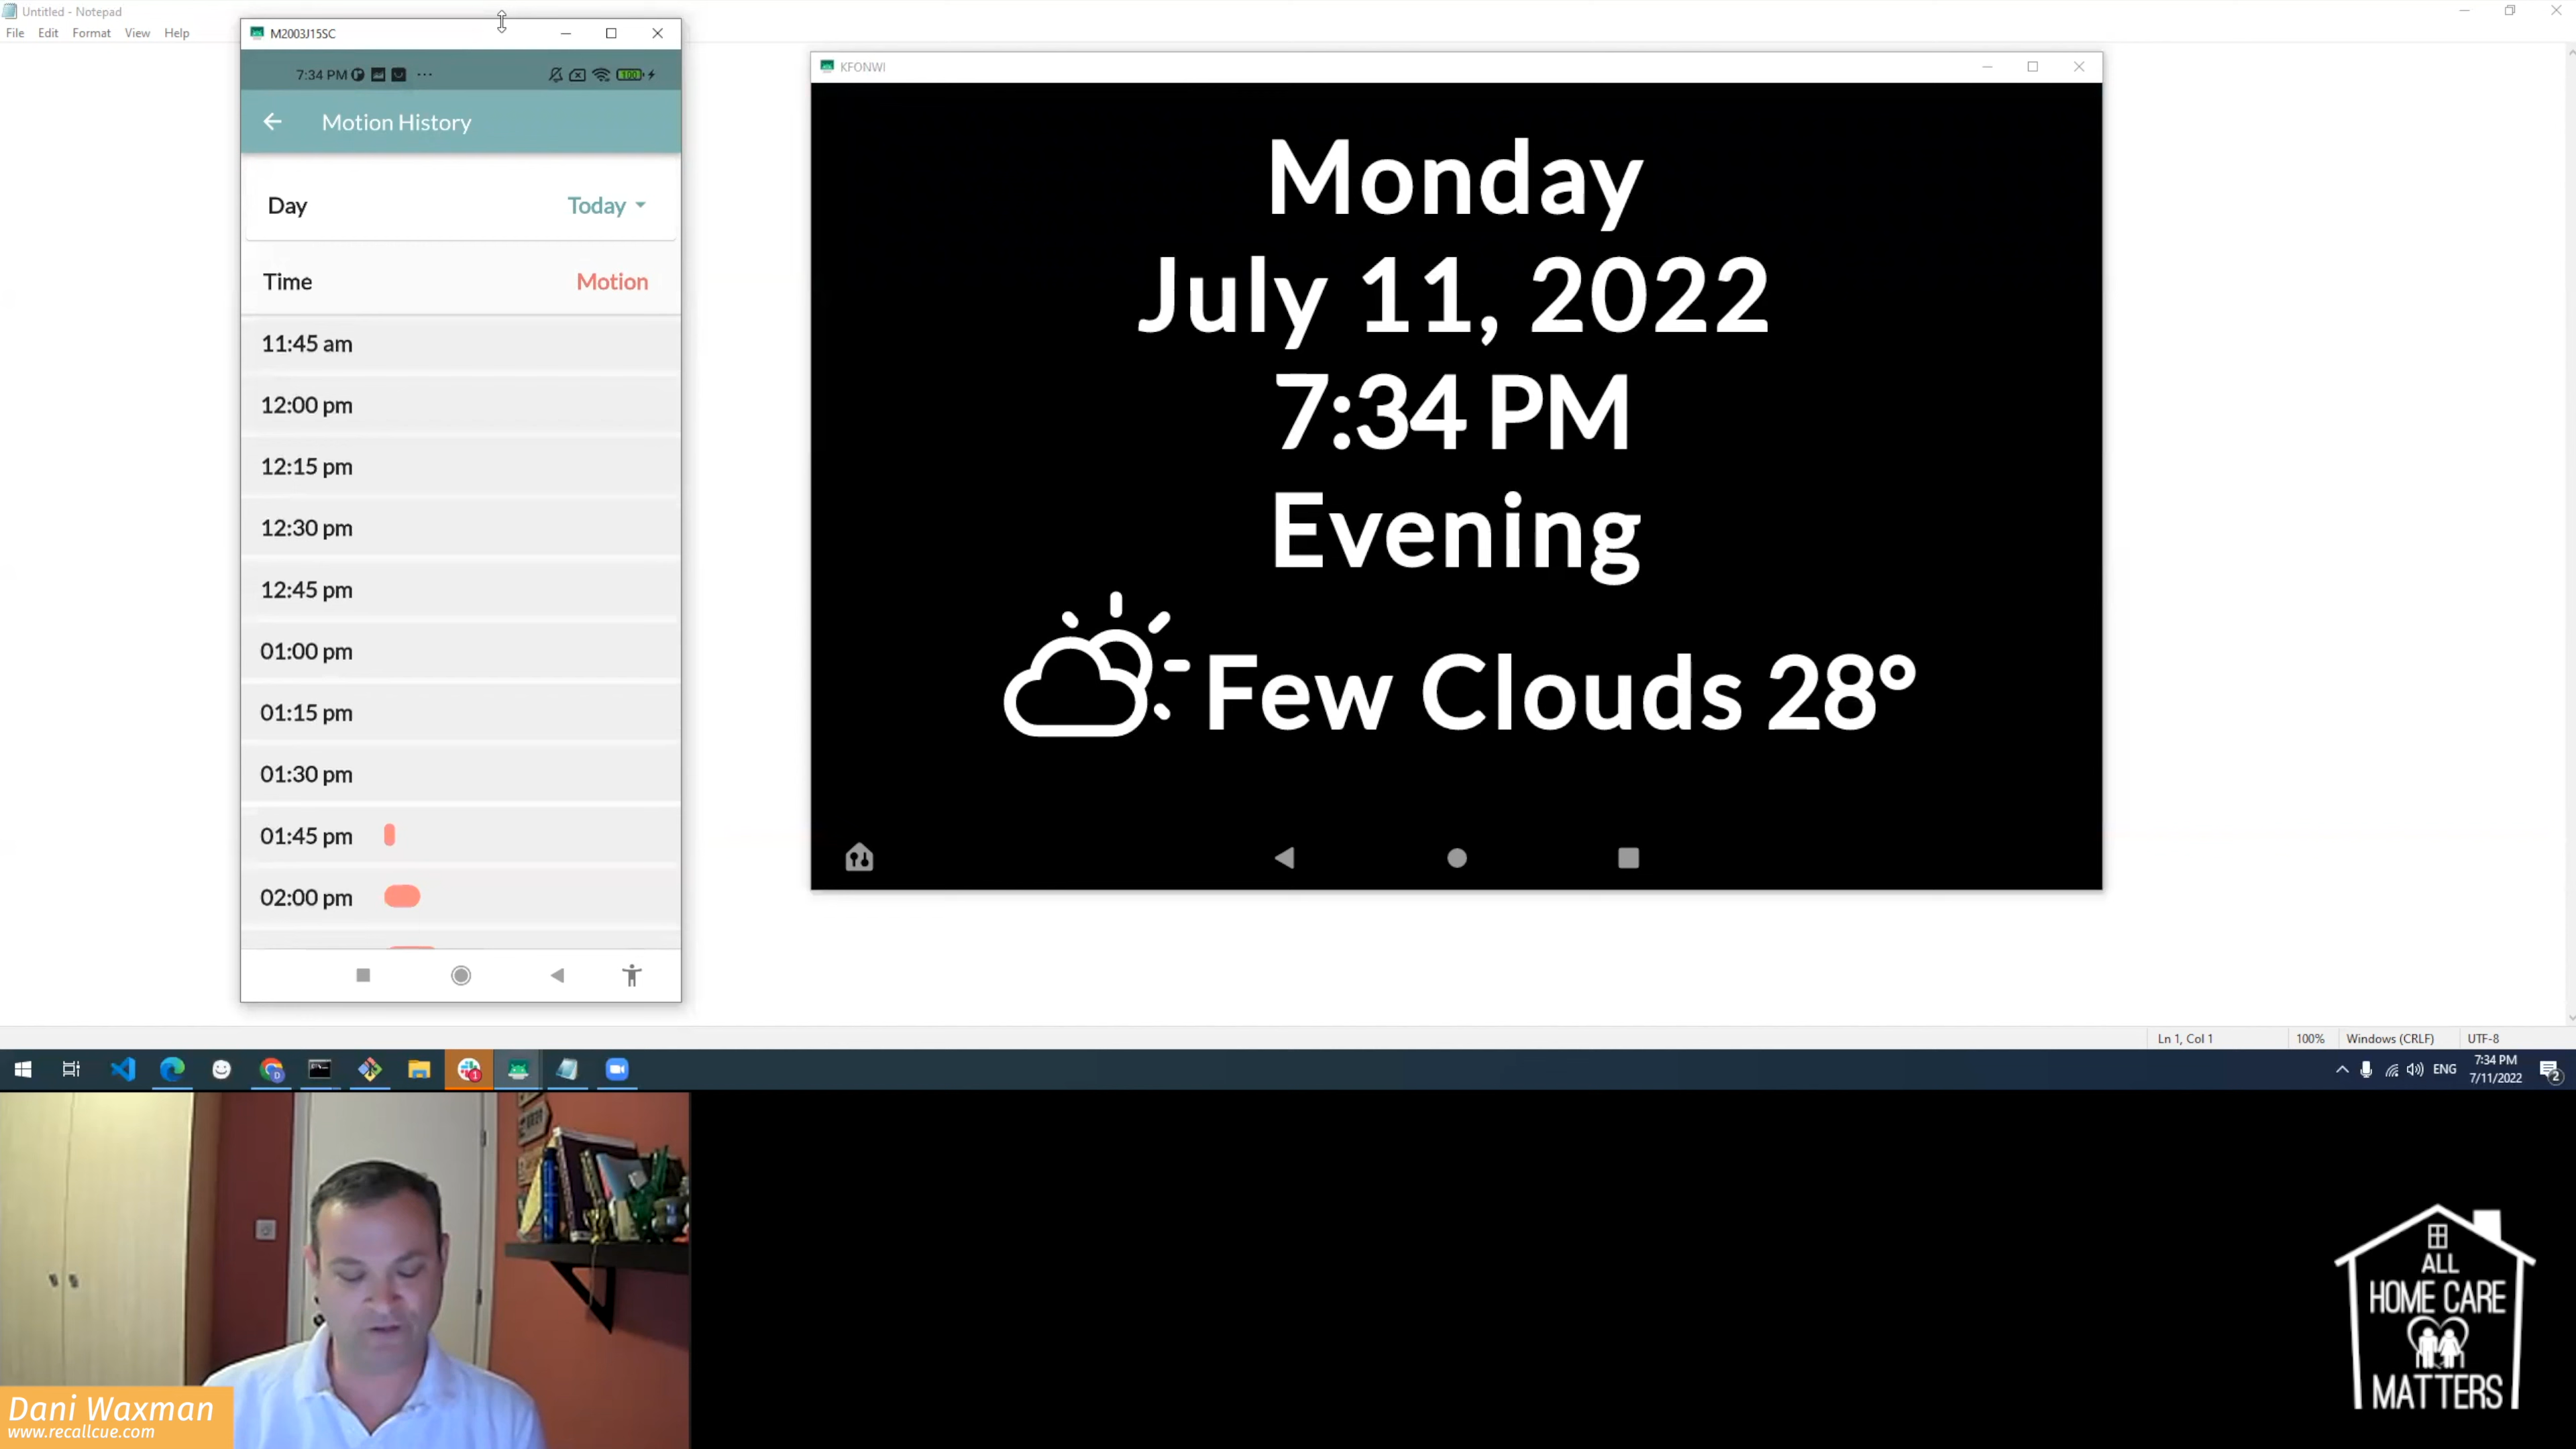 Untitled - Notepad
File Edit Format View Help
M2003J15SC
7:34 PM
100
Motion History
Day Today
Time Motion
11:45 am
12:00 pm
12:15 pm
12:30 pm
12:45 pm
01:00 pm
01:15 pm
01:30 pm
01:45 pm
02:00 pm
KFONWI
Monday
July 11, 2022
7:34 PM
Evening
Few Clouds 28°
Ln 1, Col 1 100% Windows (CRLF) UTF-8
ENG
7:34 PM
7/11/2022
2
Dani Waxman
www.recallcue.com
ALL
HOME CARE
MATTERS